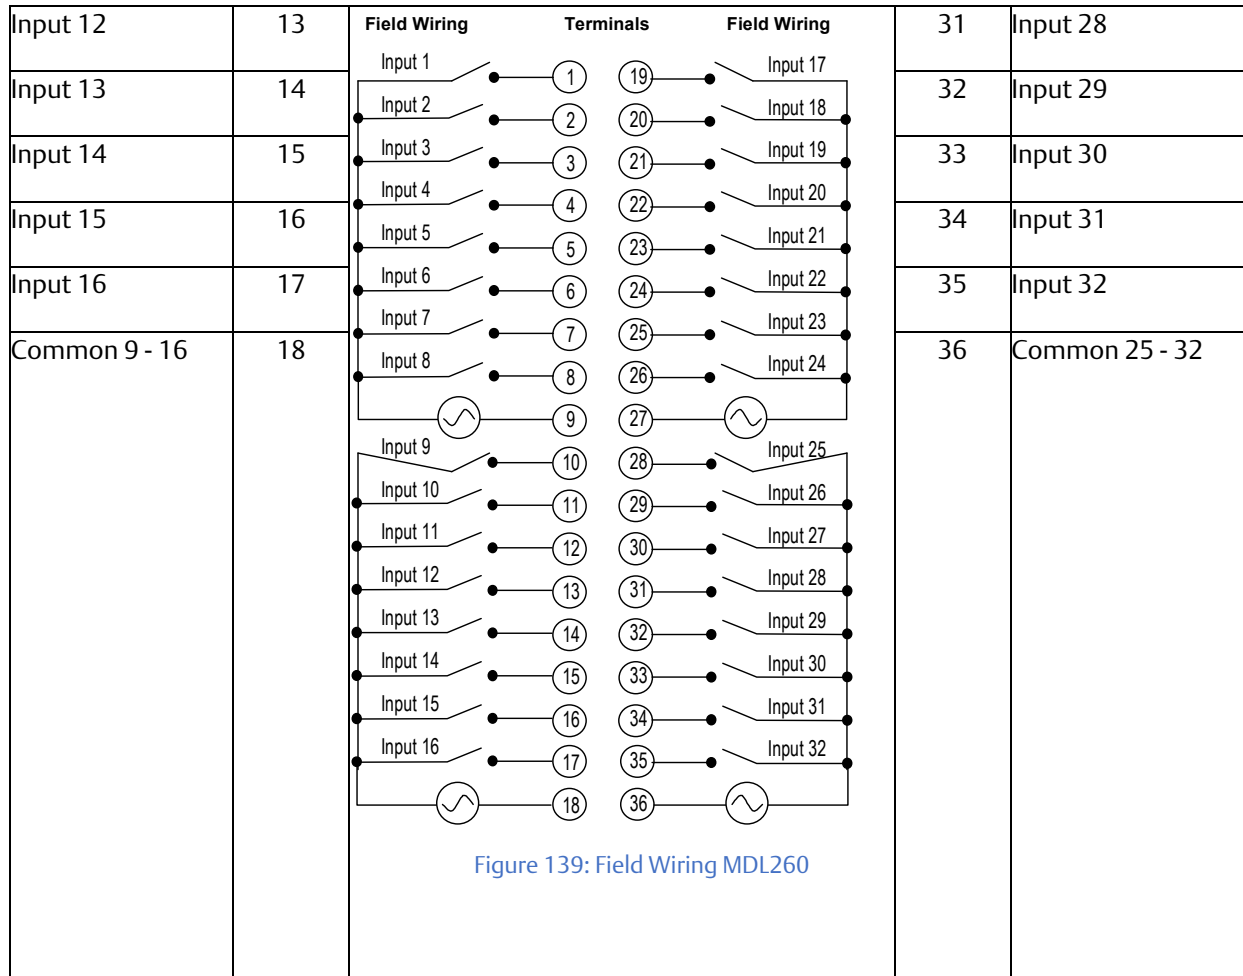 Input 12 13 31 Input 28
Input 13 14 32 Input 29
Input 14 15 33 Input 30
Input 15 16 34 Input 31
Input 16 17 35 Input 32
Common 9 - 16 18 36 Common 25 - 32
Field Wiring Terminals Field Wiring
Input 1 1 19 Input 17
Input 2 2 20 Input 18
Input 3 3 21 Input 19
Input 4 4 22 Input 20
Input 5 5 23 Input 21
Input 6 6 24 Input 22
Input 7 7 25 Input 23
Input 8 8 26 Input 24
9 27
Input 9 10 28 Input 25
Input 10 11 29 Input 26
Input 11 12 30 Input 27
Input 12 13 31 Input 28
Input 13 14 32 Input 29
Input 14 15 33 Input 30
Input 15 16 34 Input 31
Input 16 17 35 Input 32
18 36
Figure 139: Field Wiring MDL260